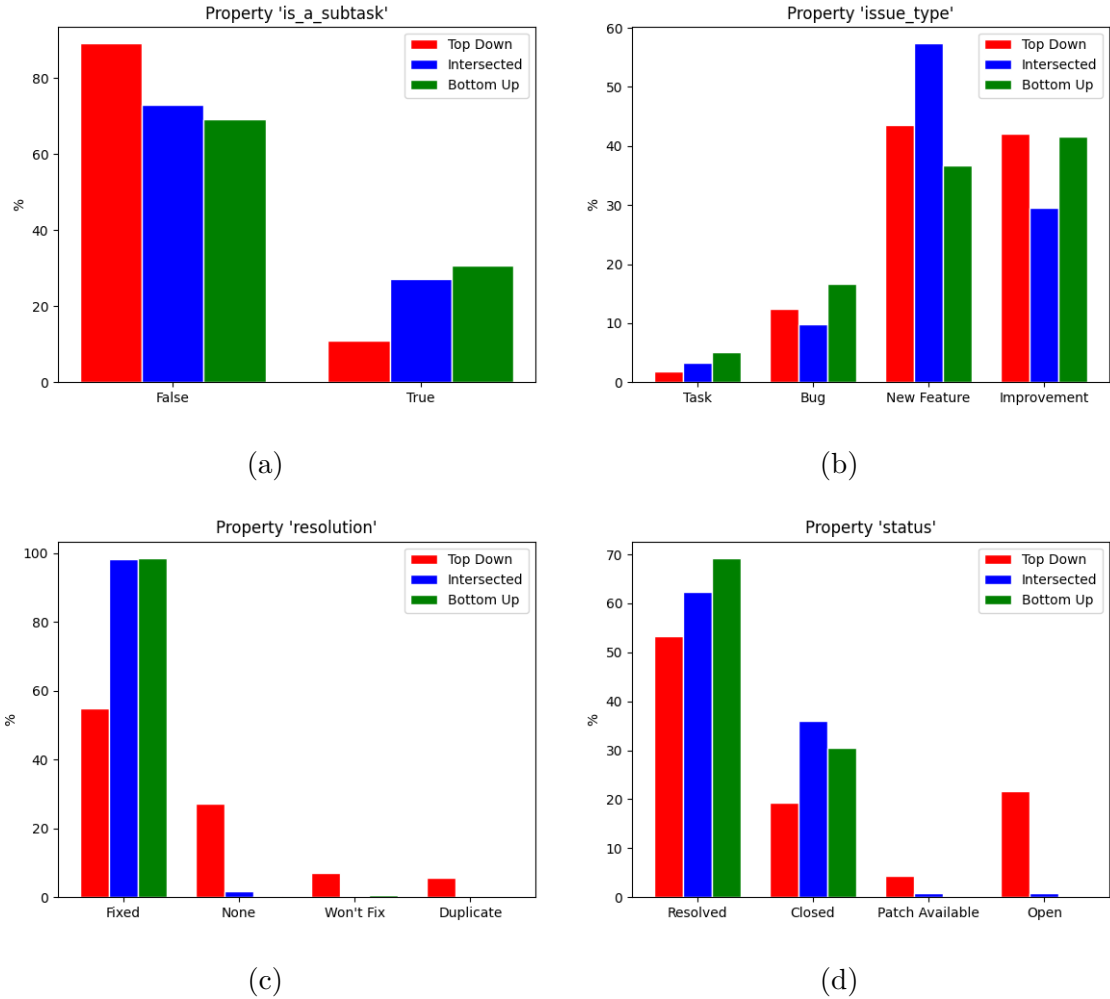 Property 'is_a_subtask'
Top Down
Intersected
Bottom Up
%
80
60
40
20
0
False
True
(a)
Property 'issue_type'
Top Down
Intersected
Bottom Up
%
60
50
40
30
20
10
0
Task
Bug
New Feature
Improvement
(b)
Property 'resolution'
Top Down
Intersected
Bottom Up
%
100
80
60
40
20
0
Fixed
None
Won't Fix
Duplicate
(c)
Property 'status'
Top Down
Intersected
Bottom Up
%
70
60
50
40
30
20
10
0
Resolved
Closed
Patch Available
Open
(d)